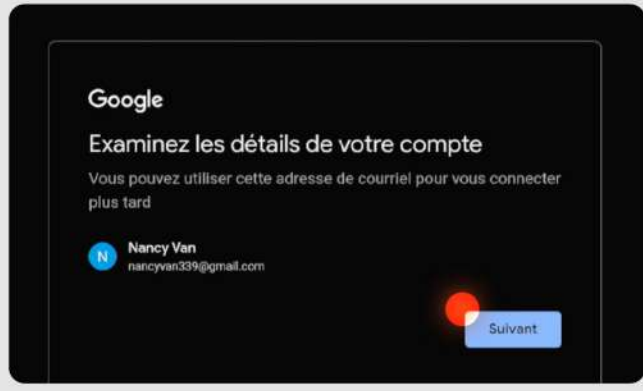 Google
Examinez les détails de votre compte
Vous pouvez utiliser cette adresse de courriel pour vous connecter
plus tard
N
Nancy Van
nancyvan339@gmail.com
Suivant